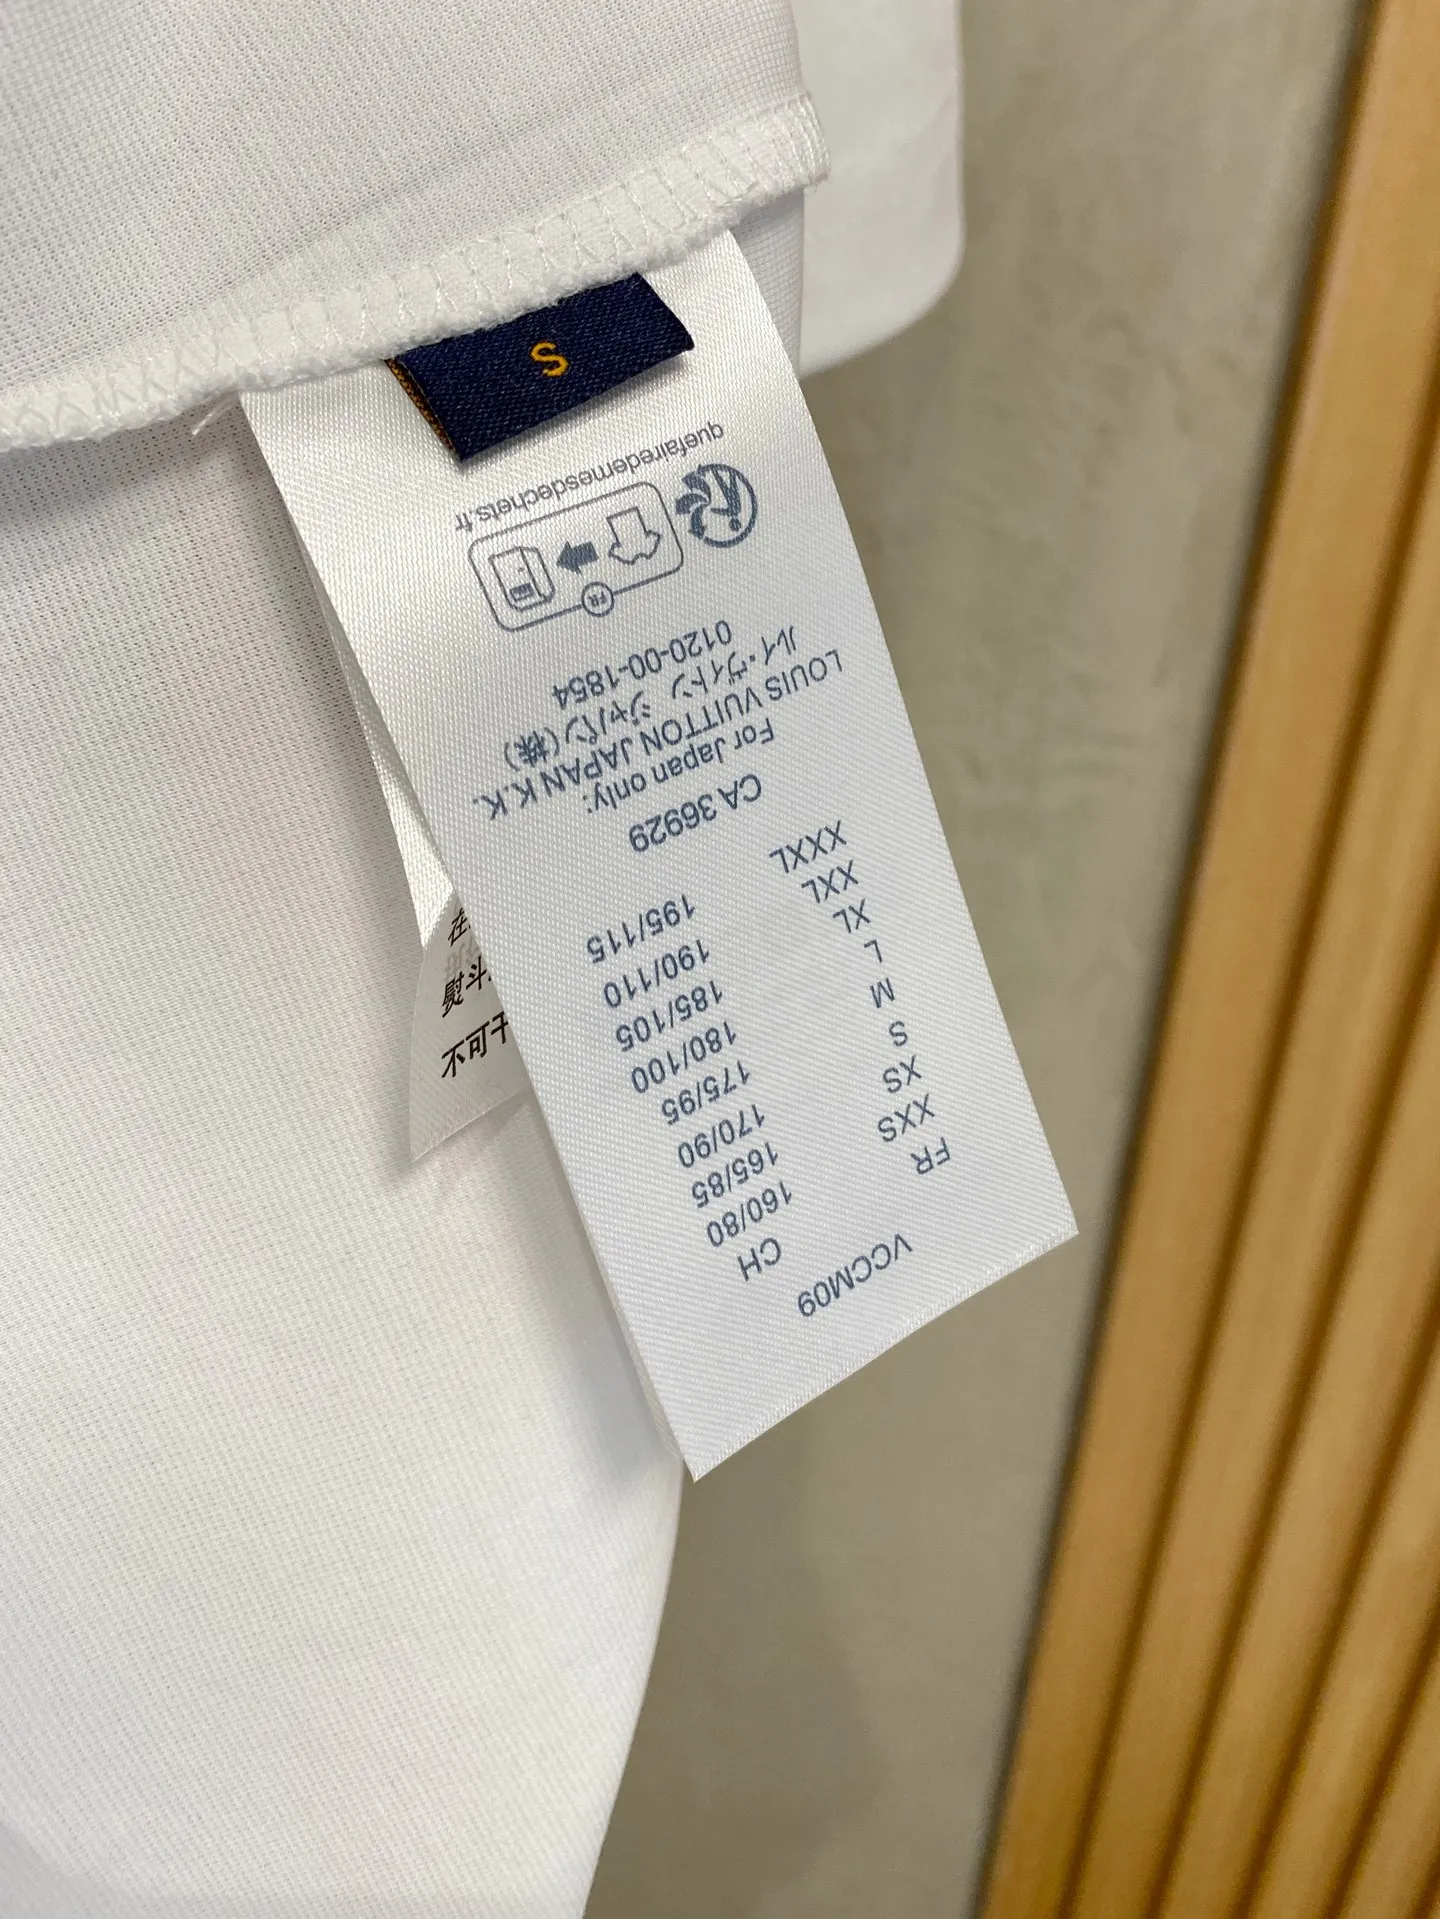 S
VCCM09
FR CH
XXS 160/80
XS 165/85
S 170/90
M 175/95
L 180/100
XL 185/105
XXL 190/110
XXXL 195/115
CA 36929
For Japan only:
LOUIS VUITTON JAPAN K.K.
ルイ・ヴィトン ジャパン(株)
0120-00-1854
FR
quefairedemesdechets.fr
在
熨斗
不可干